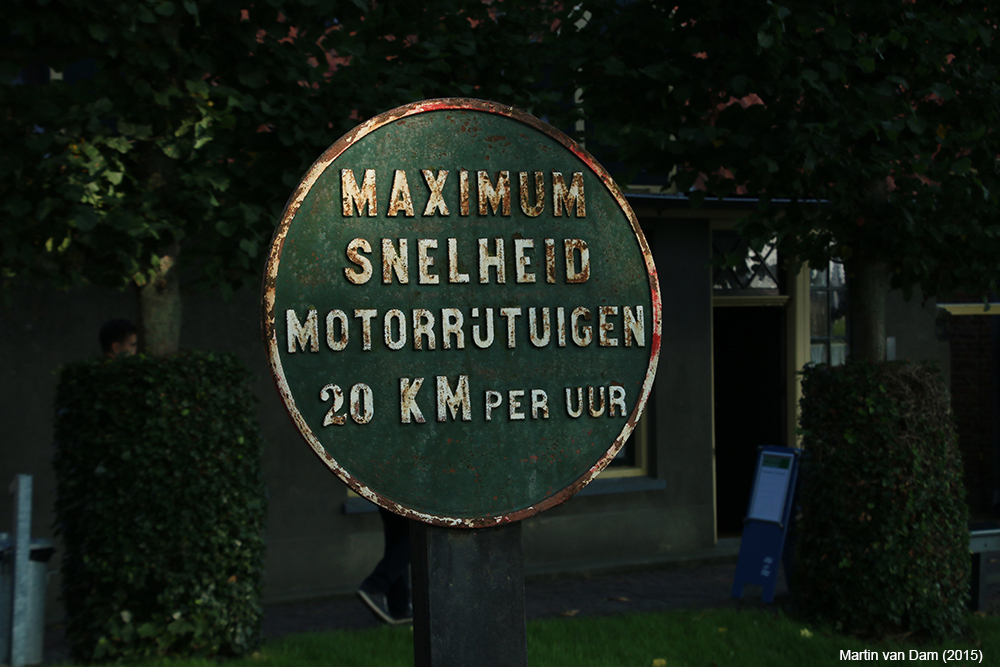 MAXIMUM
SNELHEID
MOTORRIJTUIGEN
20 KM PER UUR
Martin van Dam (2015)